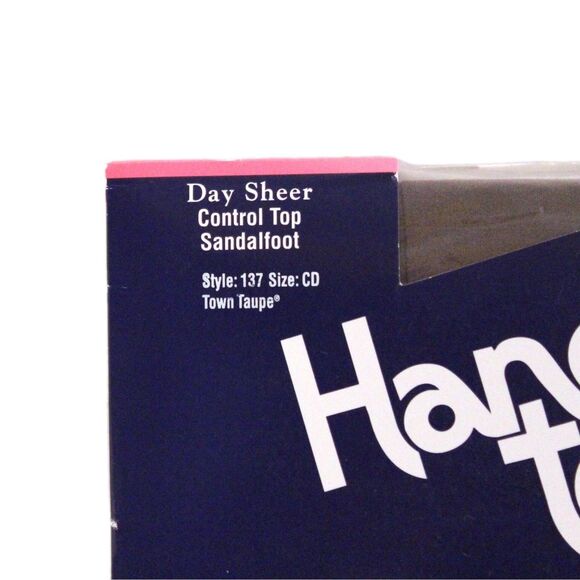 Day Sheer
Control Top
Sandalfoot
Style: 137 Size: CD
Town Taupe®